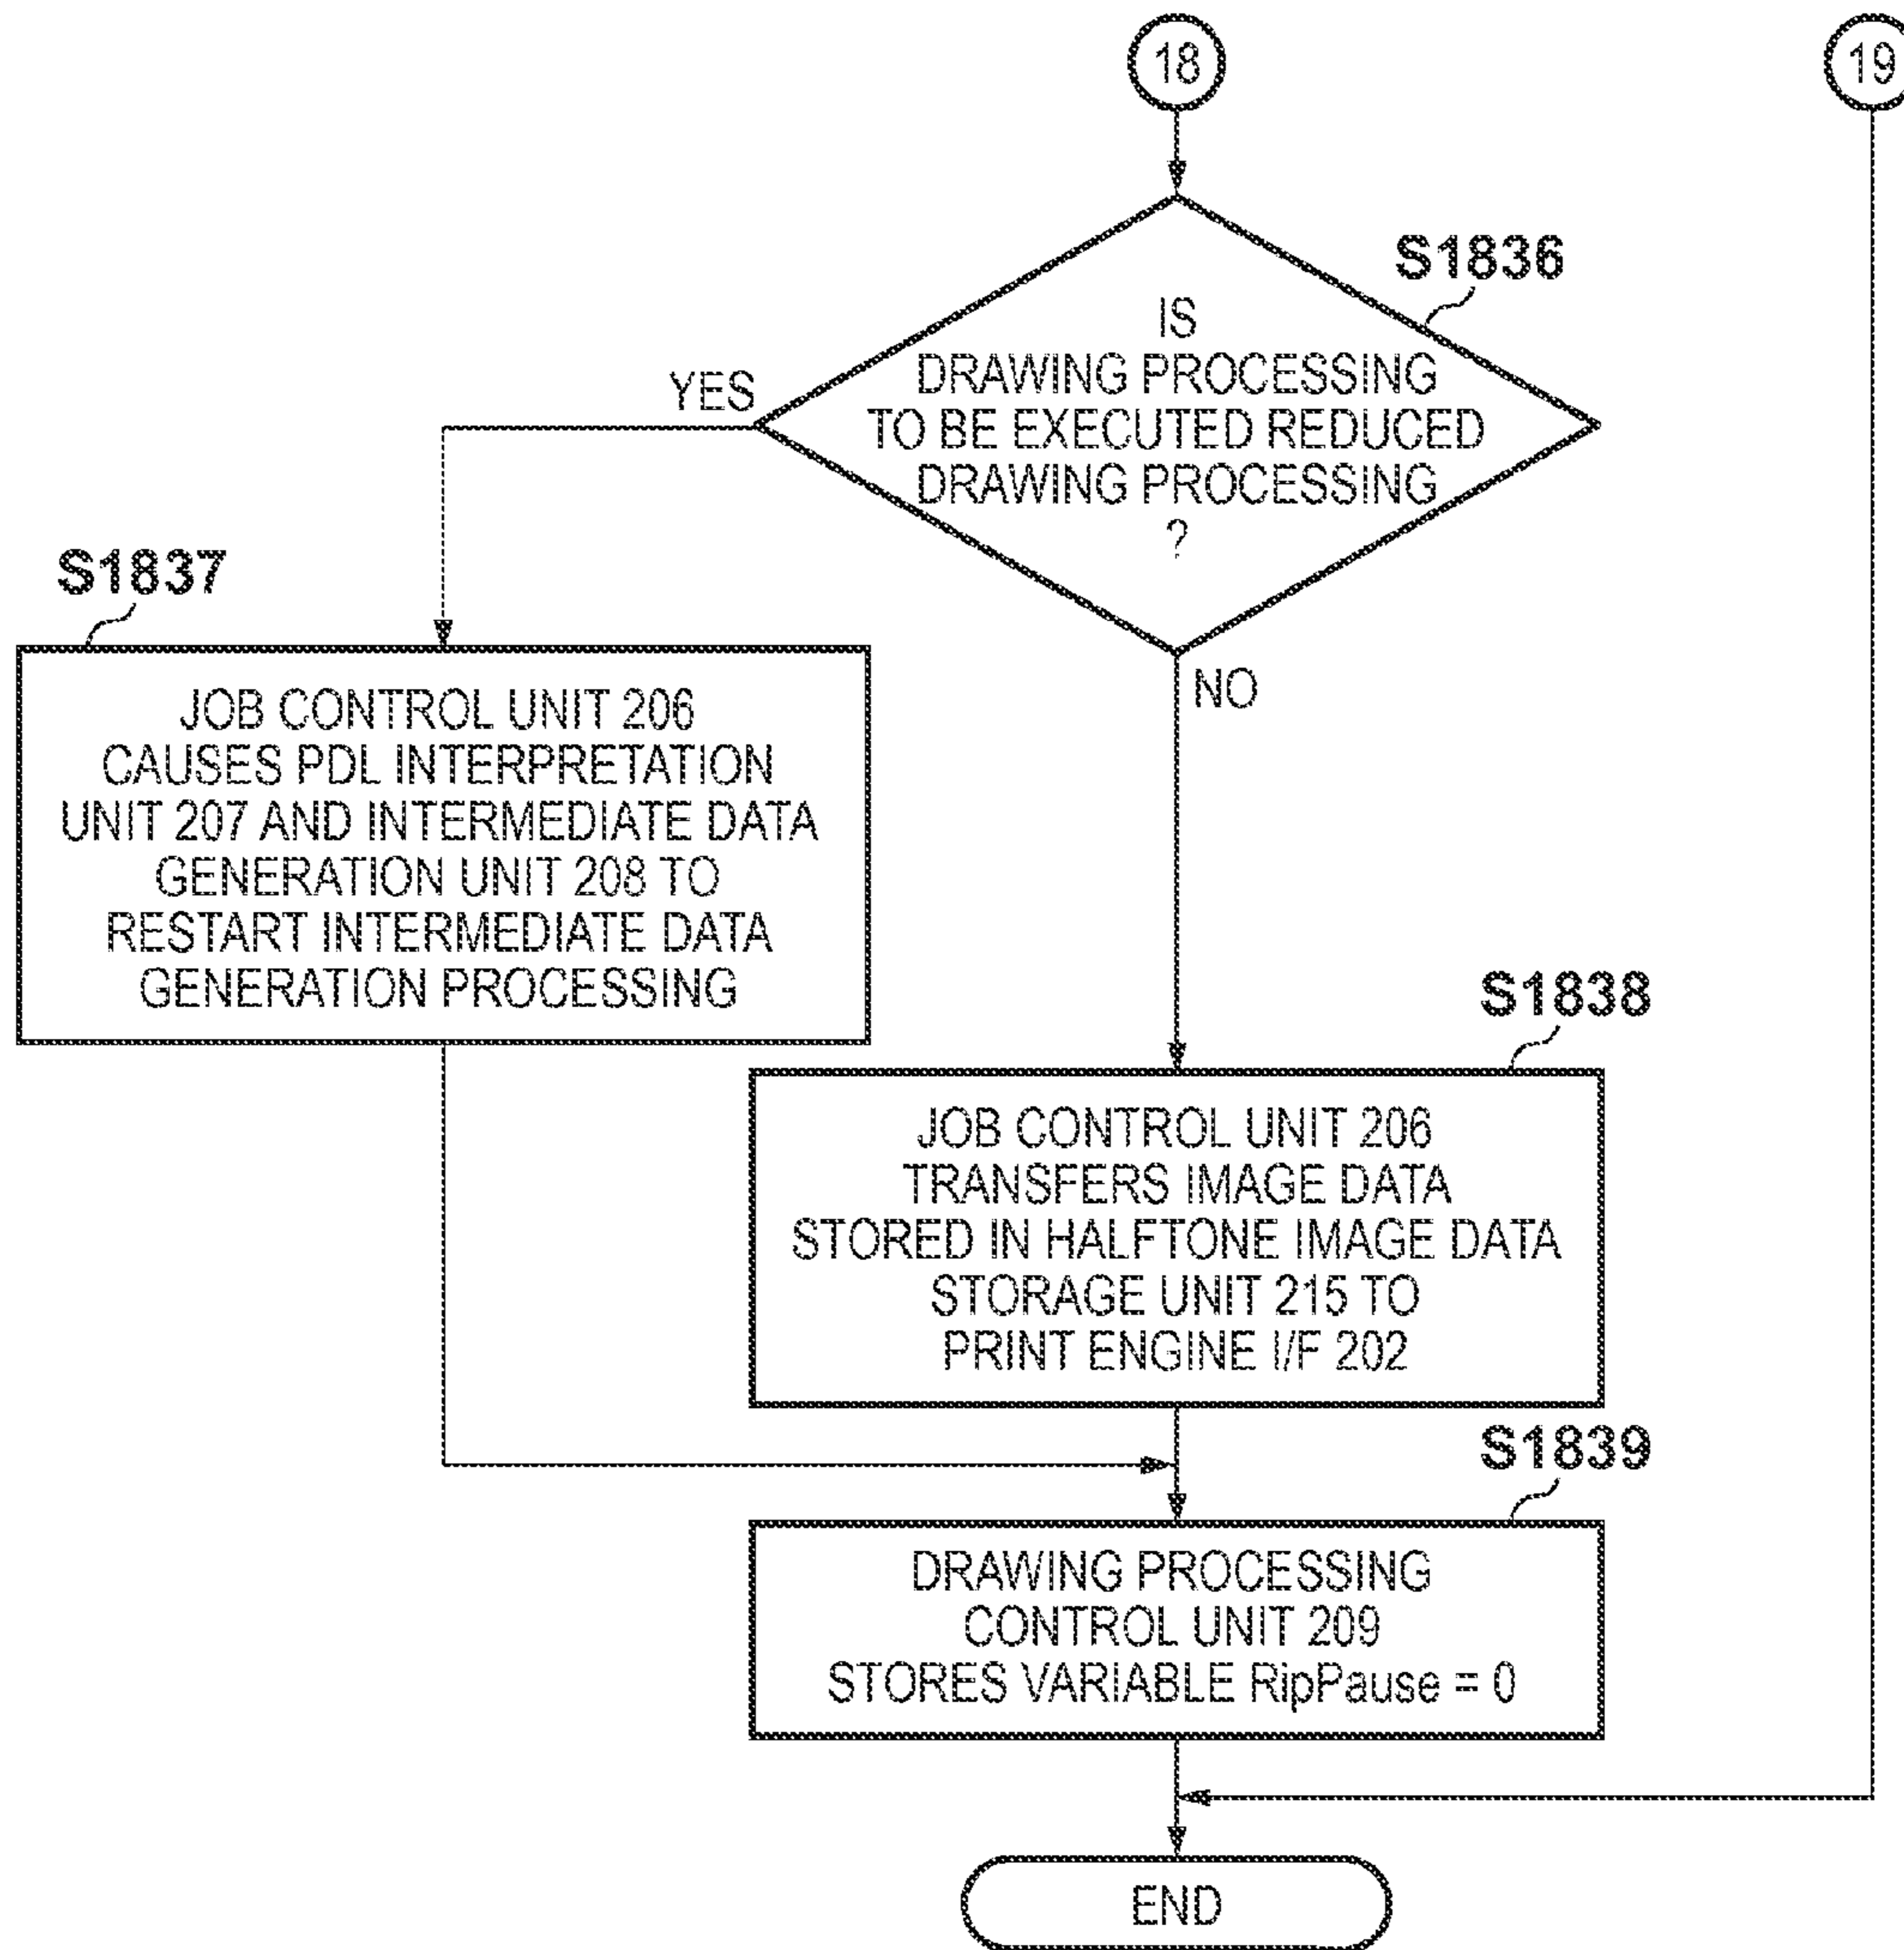 18
19
S1836
IS
DRAWING PROCESSING
TO BE EXECUTED REDUCED
DRAWING PROCESSING
?
YES
NO
S1837
JOB CONTROL UNIT 206
CAUSES PDL INTERPRETATION
UNIT 207 AND INTERMEDIATE DATA
GENERATION UNIT 208 TO
RESTART INTERMEDIATE DATA
GENERATION PROCESSING
S1838
JOB CONTROL UNIT 206
TRANSFERS IMAGE DATA
STORED IN HALFTONE IMAGE DATA
STORAGE UNIT 215 TO
PRINT ENGINE I/F 202
S1839
DRAWING PROCESSING
CONTROL UNIT 209
STORES VARIABLE RipPause = 0
END